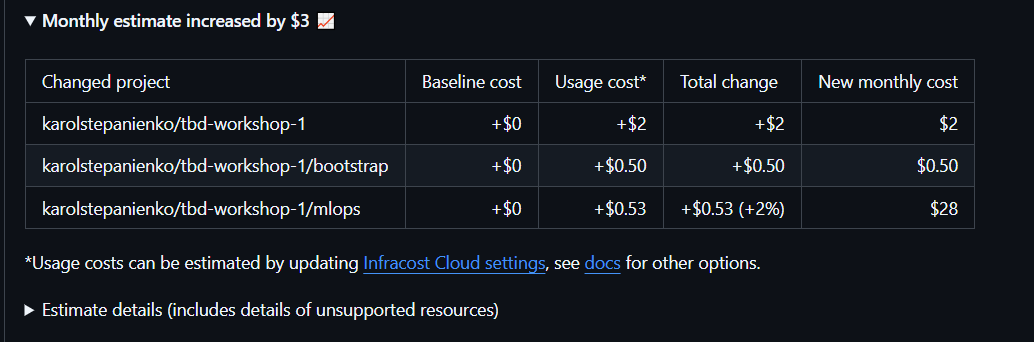 ▼ Monthly estimate increased by $3 📈
Changed project Baseline cost Usage cost* Total change New monthly cost
karolstepanienko/tbd-workshop-1 +$0 +$2 +$2 $2
karolstepanienko/tbd-workshop-1/bootstrap +$0 +$0.50 +$0.50 $0.50
karolstepanienko/tbd-workshop-1/mlops +$0 +$0.53 +$0.53 (+2%) $28
*Usage costs can be estimated by updating Infracost Cloud settings, see docs for other options.
▶ Estimate details (includes details of unsupported resources)